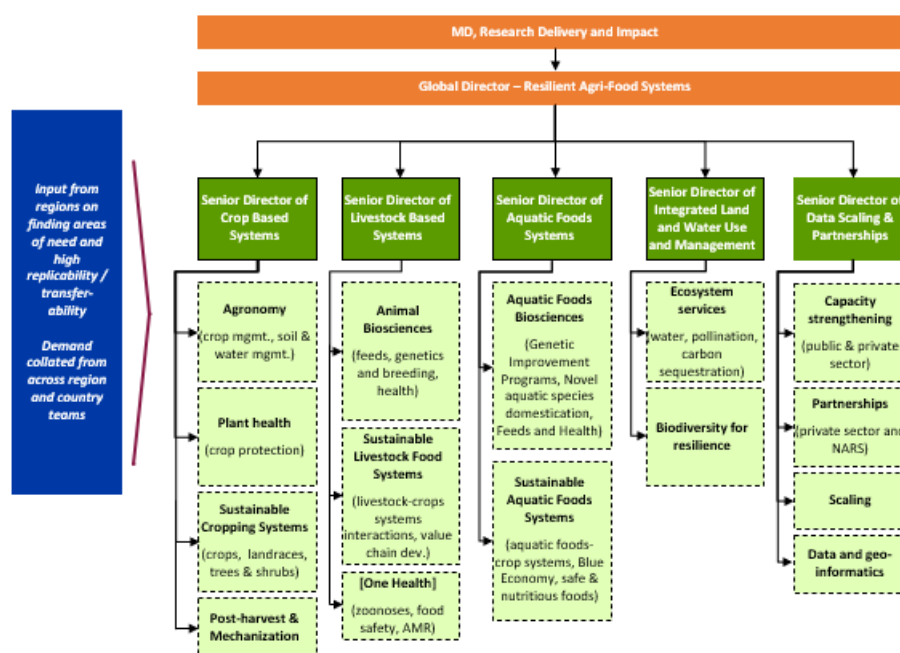 MD, Research Delivery and Impact
Global Director – Resilient Agri-Food Systems
Input from
regions on
finding areas
of need and
high
replicability /
transfer-
ability
Demand
collated from
across region
and country
teams
Senior Director of
Crop Based
Systems
Agronomy
(crop mgmt., soil &
water mgmt.)
Plant health
(crop protection)
Sustainable
Cropping Systems
(crops, landraces,
trees & shrubs)
Post-harvest &
Mechanization
Senior Director of
Livestock Based
Systems
Animal
Biosciences
(feeds, genetics
and breeding,
health)
Sustainable
Livestock Food
Systems
(livestock-crops
systems
interactions, value
chain dev.)
[One Health]
(zoonoses, food
safety, AMR)
Senior Director of
Aquatic Foods
Systems
Aquatic Foods
Biosciences
(Genetic
Improvement
Programs, Novel
aquatic species
domestication,
Feeds and Health)
Sustainable
Aquatic Foods
Systems
(aquatic foods-
crop systems, Blue
Economy, safe &
nutritious foods)
Senior Director of
Integrated Land
and Water Use
and Management
Ecosystem
services
(water, pollination,
carbon
sequestration)
Biodiversity for
resilience
Senior Director of
Data Scaling &
Partnerships
Capacity
strengthening
(public & private
sector)
Partnerships
(private sector and
NARS)
Scaling
Data and geo-
informatics